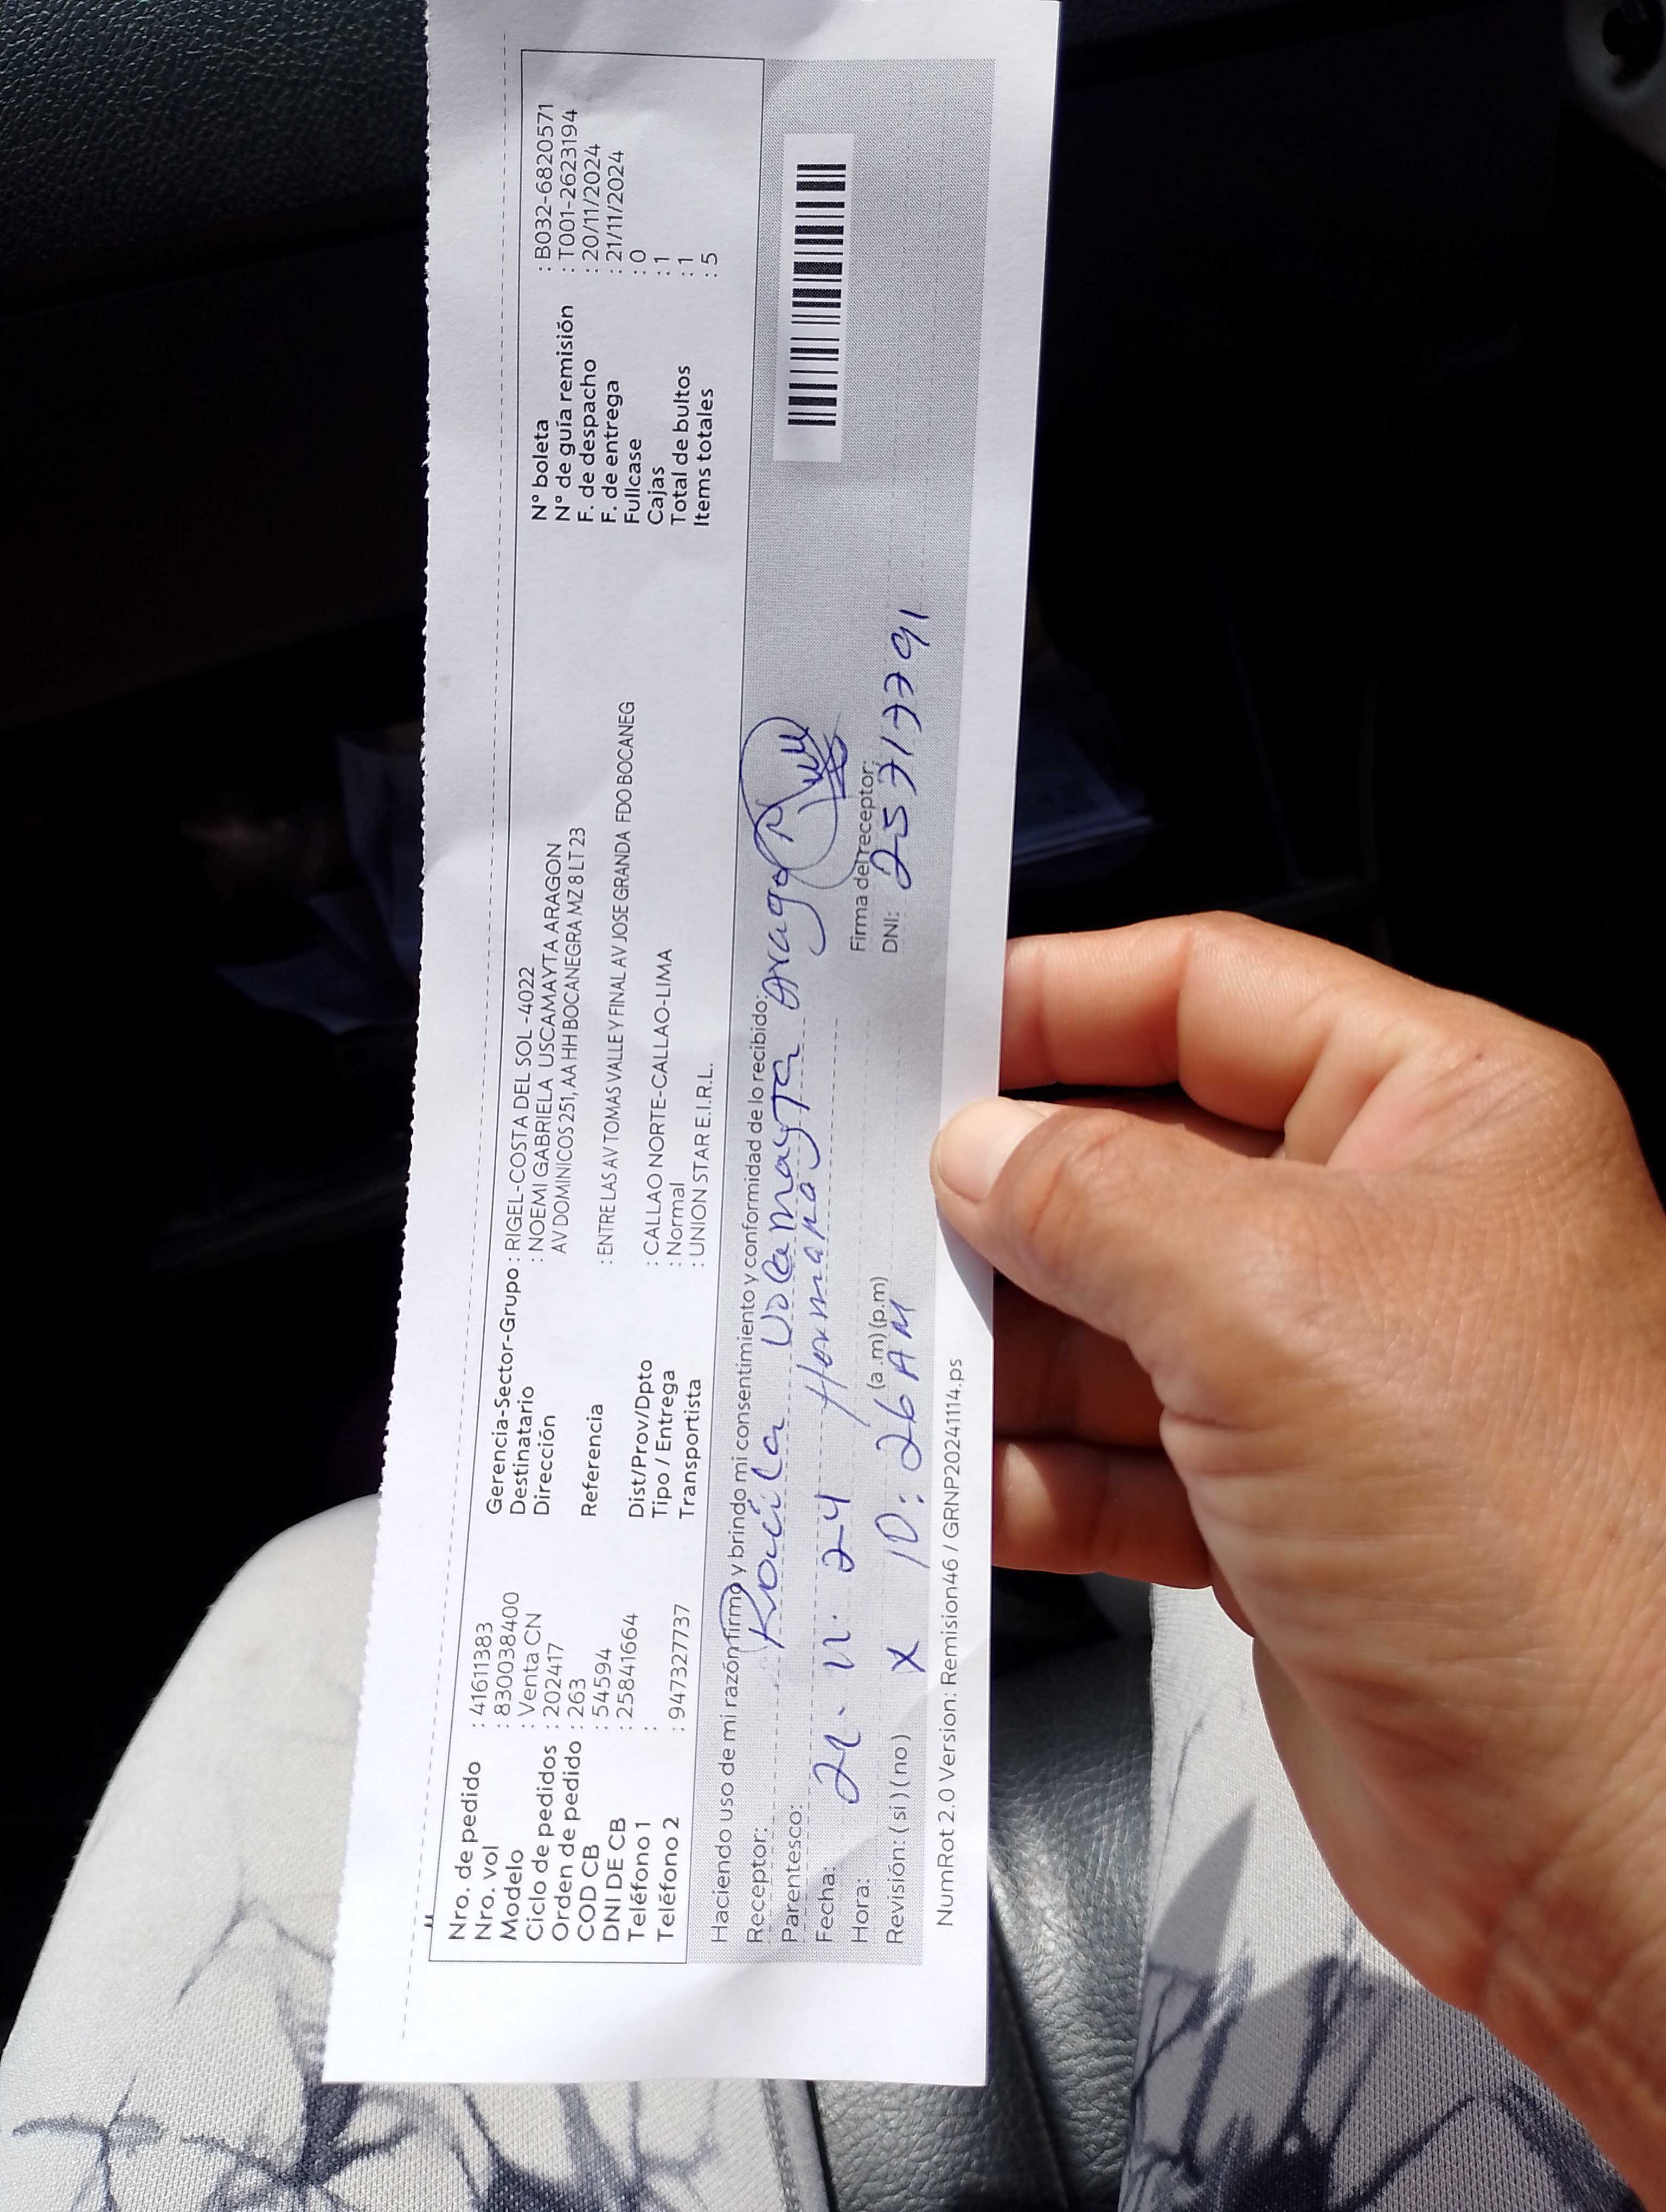 Nro. de pedido : 41611383
Nro. vol : 830038400
Modelo : Venta CN
Ciclo de pedidos : 202417
Orden de pedido : 263
COD CB : 54594
DNI DE CB : 25841664
Teléfono 1 :
Teléfono 2 : 947327737
Gerencia-Sector-Grupo : RIGEL-COSTA DEL SOL -4022
Destinatario : NOEMI GABRIELA USCAMAYTA ARAGON
Dirección AV DOMINICOS 251, AA HH BOCANEGRA MZ 8 LT 23
Referencia : ENTRE LAS AV TOMAS VALLE Y FINAL AV JOSE GRANDA FDO BOCANEG
Dist/Prov/Dpto : CALLAO NORTE-CALLAO-LIMA
Tipo / Entrega : Normal
Transportista : UNION STAR E.I.R.L.
N° boleta : B032-6820571
N° de guía remisión : T001-2623194
F. de despacho : 20/11/2024
F. de entrega : 21/11/2024
Fullcase : 0
Cajas : 1
Total de bultos : 1
Items totales : 5
Haciendo uso de mi razón firmo y brindo mi consentimiento y conformidad de lo recibido:
Receptor: Uscamayta Aragon
Parentesco: Hermana
Fecha: 21. 11. 24
Hora: 10:26 AM (a.m) (p.m)
Revisión: ( si ) ( no ) X
Firma del receptor:
DNI: 25717791
NumRot 2.0 Version: Remision46 / GRNP20241114.ps